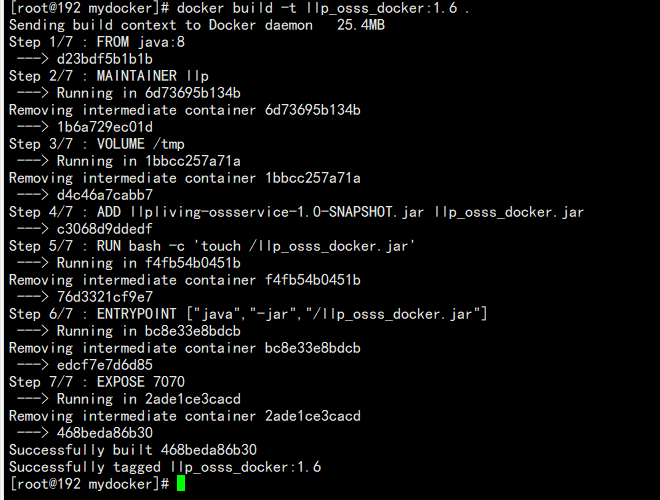 [root@192 mydocker]# docker build -t llp_osss_docker:1.6 .
Sending build context to Docker daemon   25.4MB
Step 1/7 : FROM java:8
 ---> d23bdf5b1b1b
Step 2/7 : MAINTAINER llp
 ---> Running in 6d73695b134b
Removing intermediate container 6d73695b134b
 ---> 1b6a729ec01d
Step 3/7 : VOLUME /tmp
 ---> Running in 1bbcc257a71a
Removing intermediate container 1bbcc257a71a
 ---> d4c46a7cabb7
Step 4/7 : ADD llpliving-ossservice-1.0-SNAPSHOT.jar llp_osss_docker.jar
 ---> c3068d9ddedf
Step 5/7 : RUN bash -c 'touch /llp_osss_docker.jar'
 ---> Running in f4fb54b0451b
Removing intermediate container f4fb54b0451b
 ---> 76d3321cf9e7
Step 6/7 : ENTRYPOINT ["java","-jar","/llp_osss_docker.jar"]
 ---> Running in bc8e33e8bdcb
Removing intermediate container bc8e33e8bdcb
 ---> edcf7e7d6d85
Step 7/7 : EXPOSE 7070
 ---> Running in 2ade1ce3cacd
Removing intermediate container 2ade1ce3cacd
 ---> 468beda86b30
Successfully built 468beda86b30
Successfully tagged llp_osss_docker:1.6
[root@192 mydocker]#